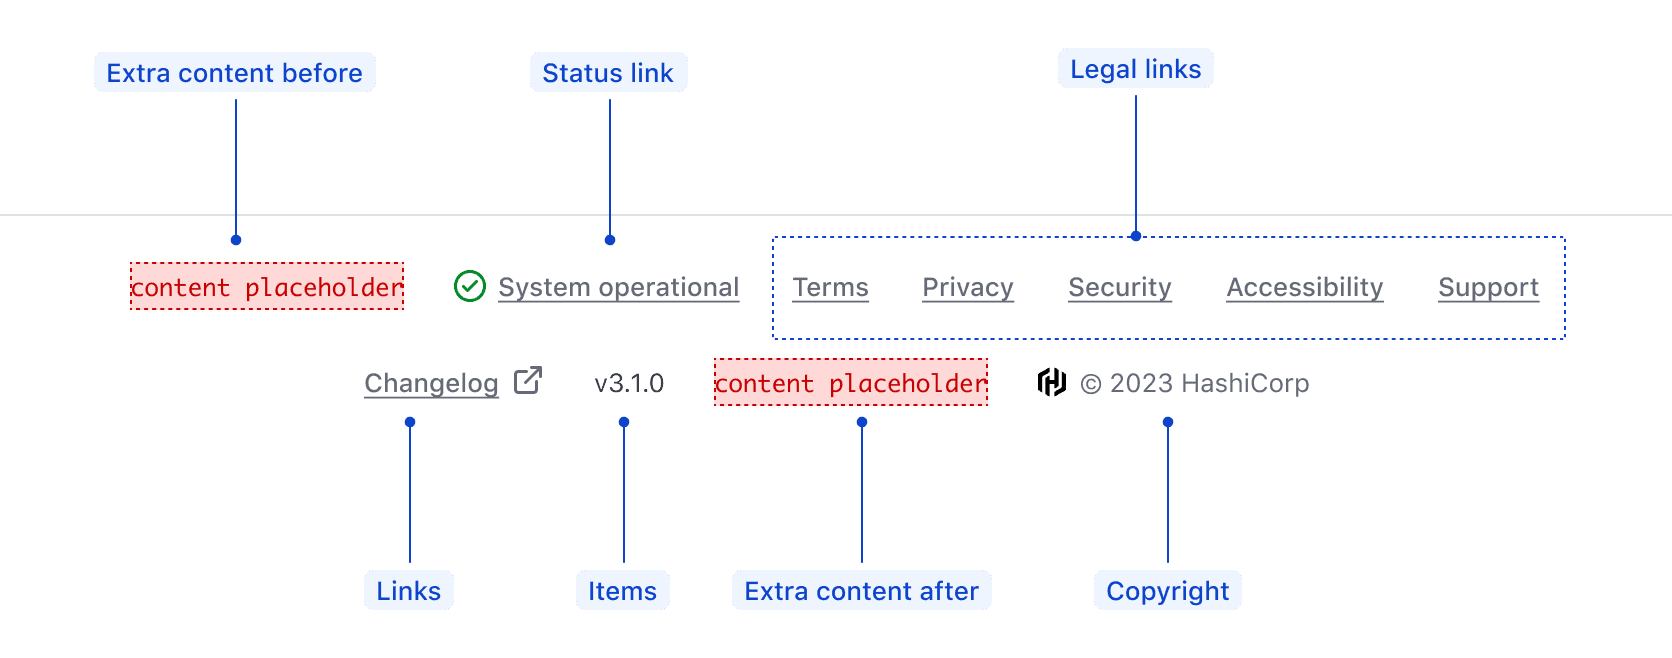 Extra content before Status link Legal links
content placeholder System operational Terms Privacy Security Accessibility Support
Changelog v3.1.0 content placeholder © 2023 HashiCorp
Links Items Extra content after Copyright